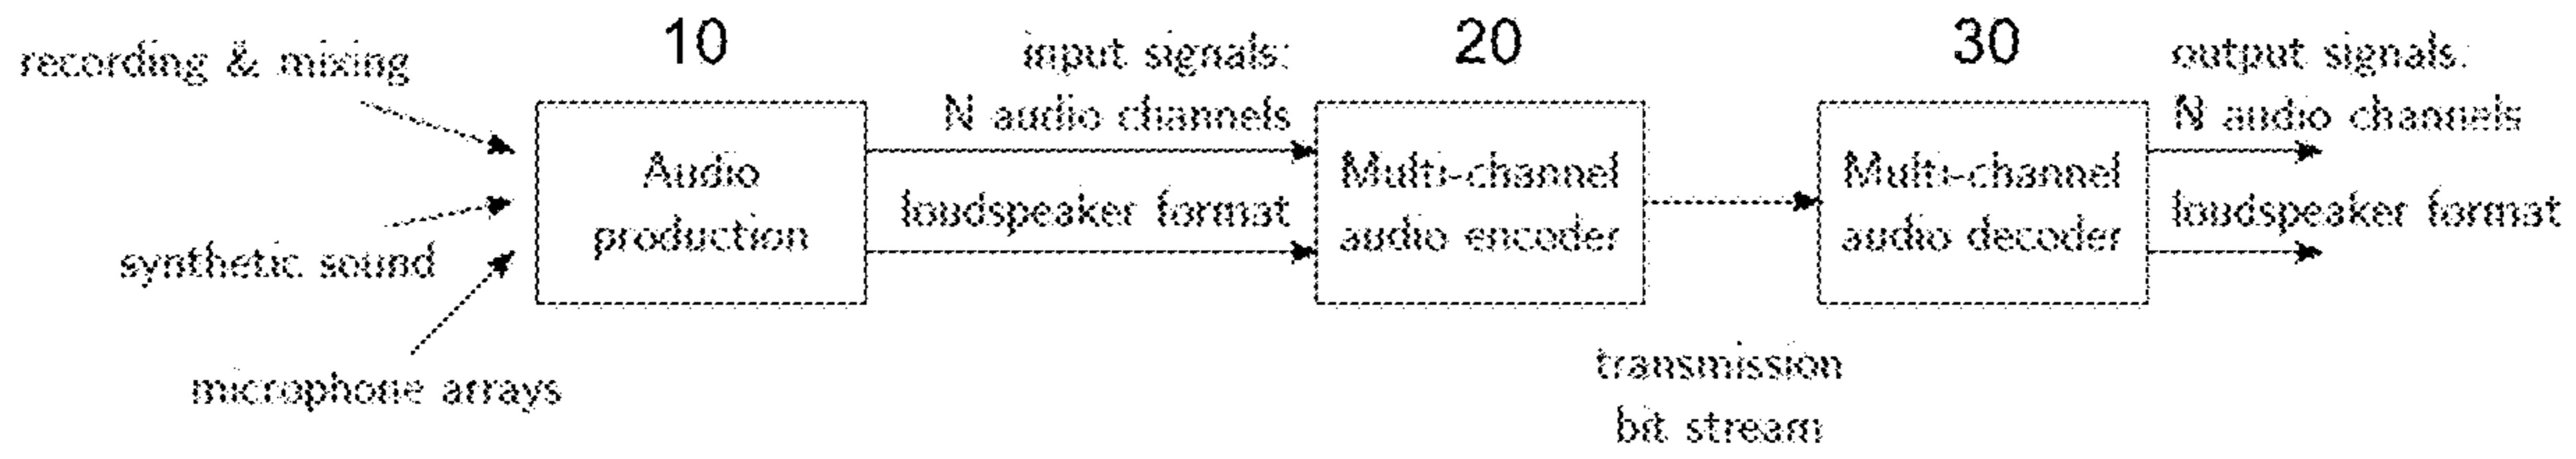 recording & mixing
synthetic sound
microphone arrays
10
Audio
production
input signals:
N audio channels
loudspeaker format
20
Multi-channel
audio encoder
transmission
bit stream
30
Multi-channel
audio decoder
output signals:
N audio channels
loudspeaker format